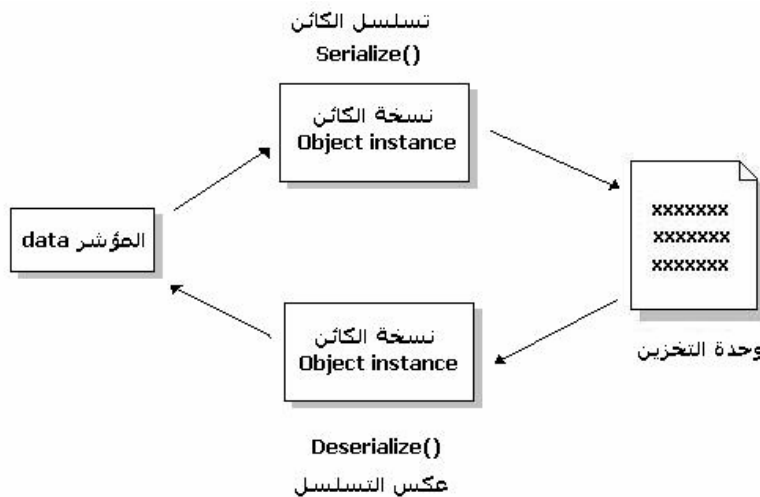 تسلسل الكائن
Serialize()
نسخة الكائن
Object instance
xxxxxxx
xxxxxxx
xxxxxxx
المؤشر data
نسخة الكائن
Object instance
وحدة التخزين
Deserialize()
عكس التسلسل